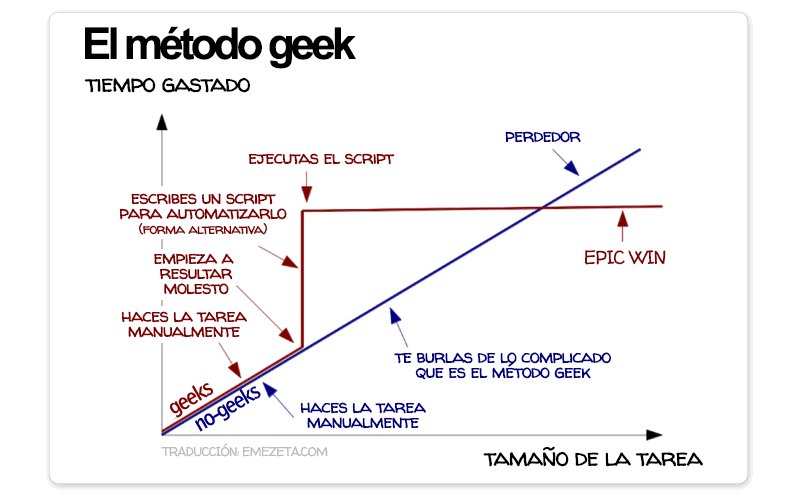 El método geek
TIEMPO GASTADO
PERDEDOR
EJECUTAS EL SCRIPT
ESCRIBES UN SCRIPT
PARA AUTOMATIZARLO
(FORMA ALTERNATIVA)
EMPIEZA A
RESULTAR
MOLESTO
EPIC WIN
HACES LA TAREA
MANUALMENTE
TE BURLAS DE LO COMPLICADO
QUE ES EL MÉTODO GEEK
geeks
no-geeks
HACES LA TAREA
MANUALMENTE
TRADUCCIÓN: EMEZETA.COM
TAMAÑO DE LA TAREA